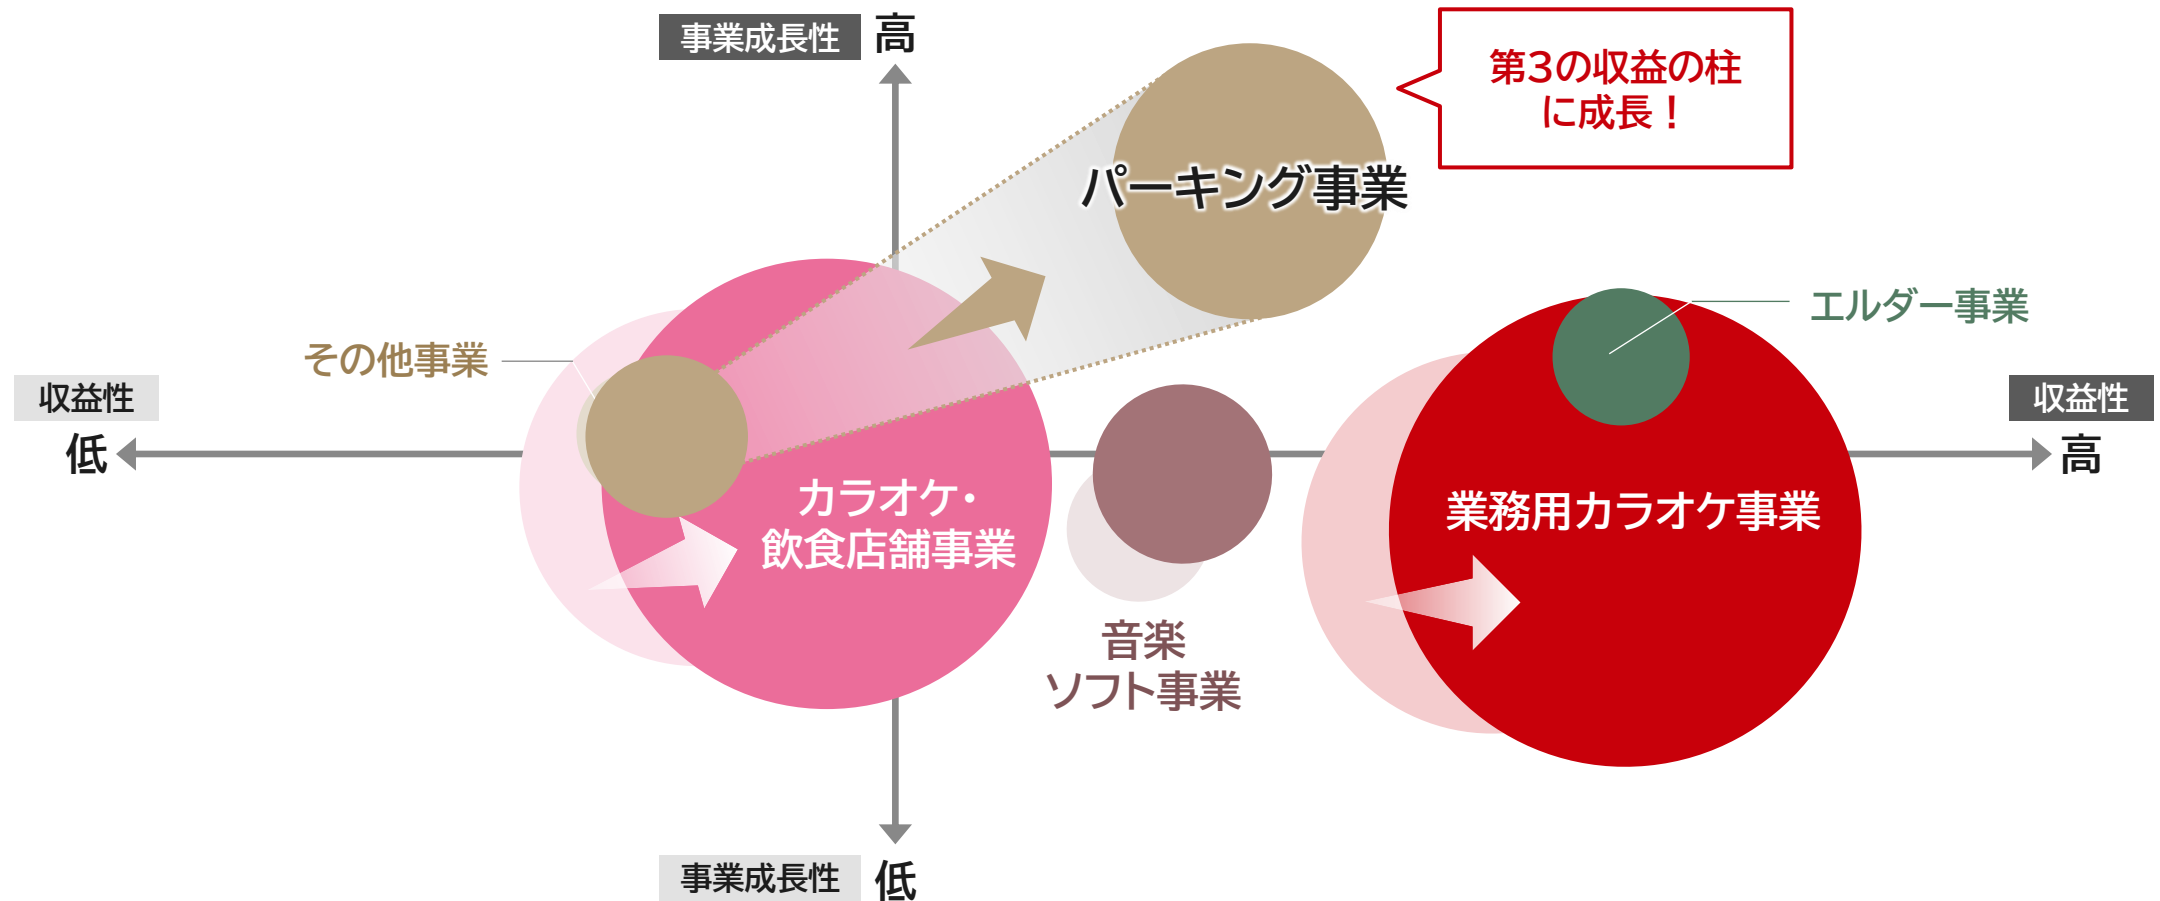 事業成長性
高
第3の収益の柱
に成長！
パーキング事業
エルダー事業
その他事業
収益性
低
収益性
高
カラオケ・
飲食店舗事業
業務用カラオケ事業
音楽
ソフト事業
事業成長性
低